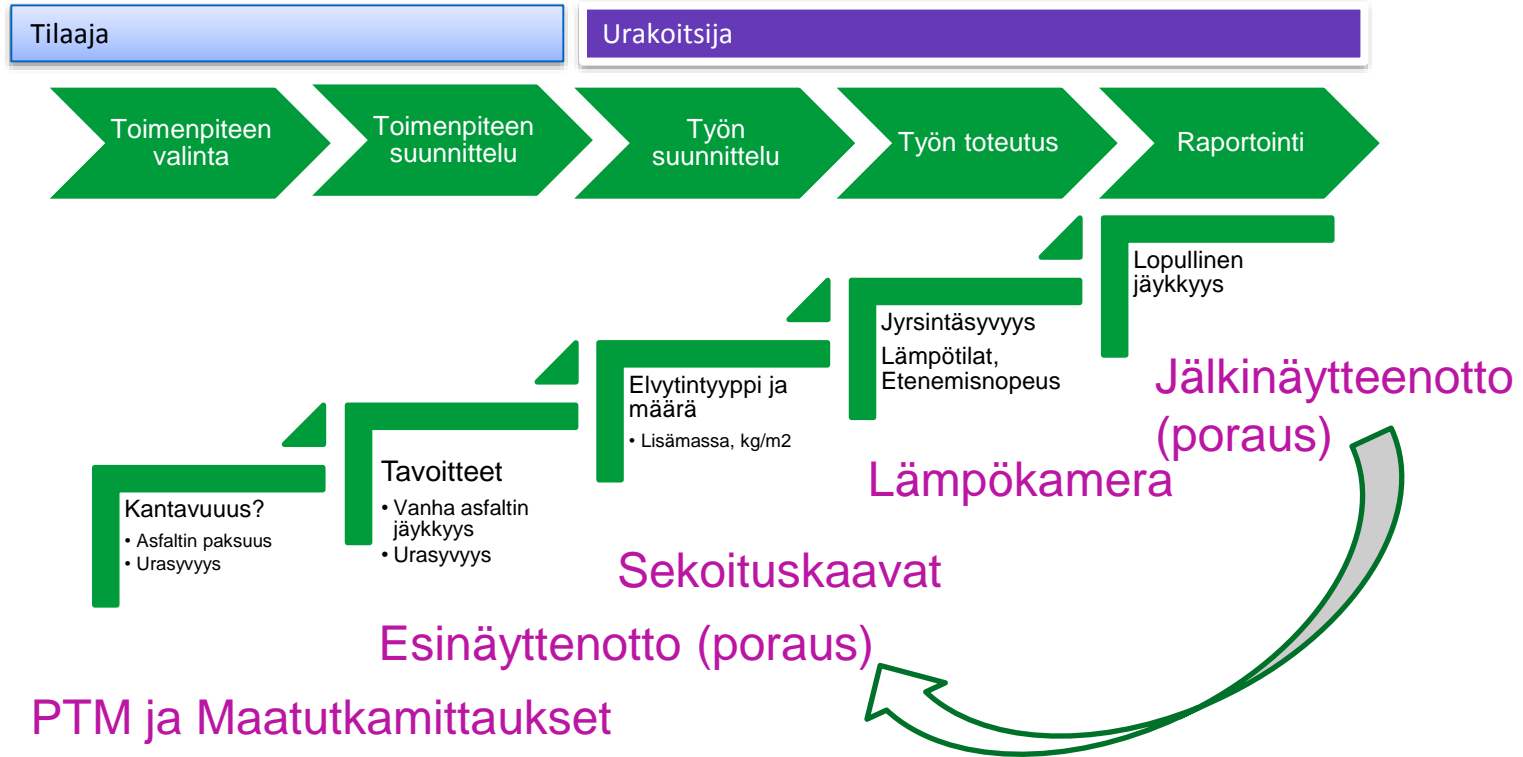 Tilaaja
Urakoitsija
Toimenpiteen
valinta
Toimenpiteen
suunnittelu
Työn
suunnittelu
Työn toteutus
Raportointi
Kantavuuus?
• Asfaltin paksuus
• Urasyvyys
Tavoitteet
• Vanha asfaltin
jäykkyys
• Urasyvyys
Elvytintyyppi ja
määrä
• Lisämassa, kg/m2
Jyrsintäsyvyys
Lämpötilat,
Etenemisnopeus
Lopullinen
jäykkyys
Jälkinäytteenotto
(poraus)
Lämpökamera
Sekoituskaavat
Esinäyttenotto (poraus)
PTM ja Maatutkamittaukset